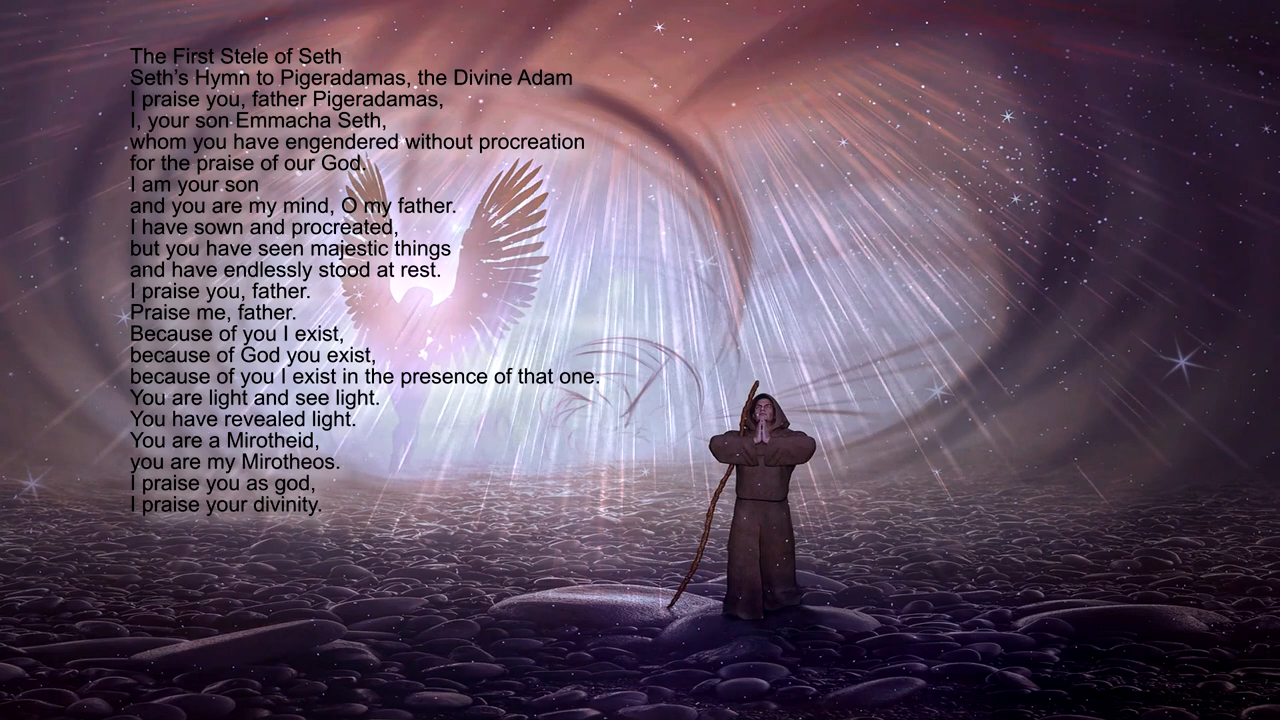 The First Stele of Seth
Seth’s Hymn to Pigeradamas, the Divine Adam
I praise you, father Pigeradamas,
I, your son Emmacha Seth,
whom you have engendered without procreation
for the praise of our God.
I am your son
and you are my mind, O my father.
I have sown and procreated,
but you have seen majestic things
and have endlessly stood at rest.
I praise you, father.
Praise me, father.
Because of you I exist,
because of God you exist,
because of you I exist in the presence of that one.
You are light and see light.
You have revealed light.
You are a Mirotheid,
you are my Mirotheos.
I praise you as god,
I praise your divinity.